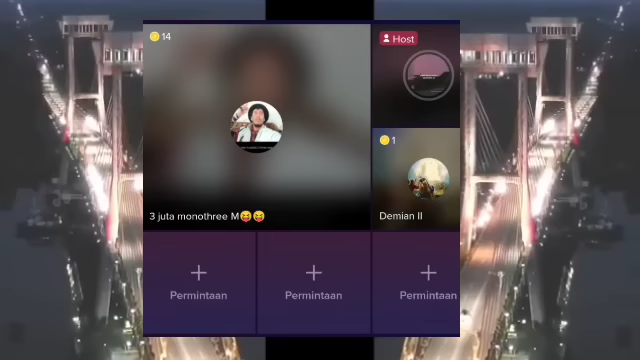 14
Host
1
3 juta monothree M😝😝
Demian II
Permintaan
Permintaan
Permintaan